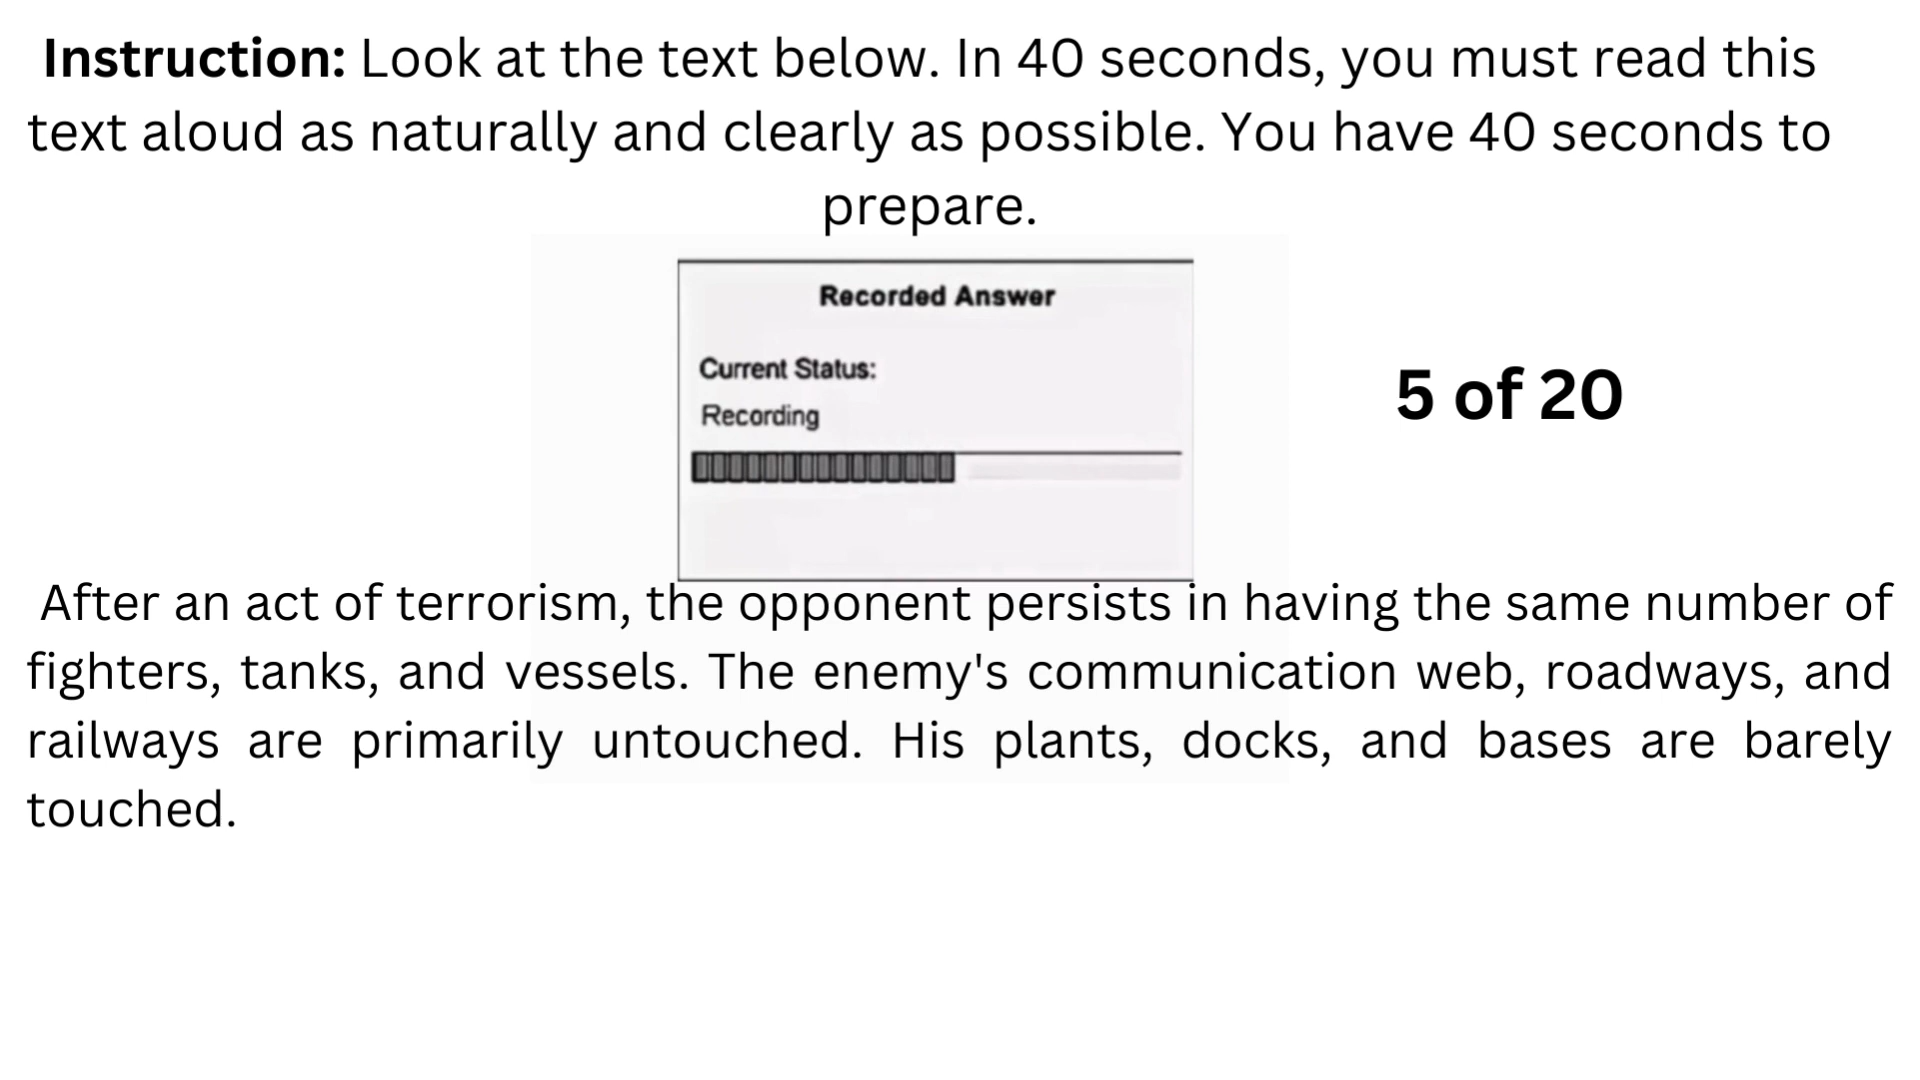 Instruction: Look at the text below. In 40 seconds, you must read this
text aloud as naturally and clearly as possible. You have 40 seconds to
prepare.
Recorded Answer
Current Status:
Recording
5 of 20
After an act of terrorism, the opponent persists in having the same number of
fighters, tanks, and vessels. The enemy's communication web, roadways, and
railways are primarily untouched. His plants, docks, and bases are barely
touched.